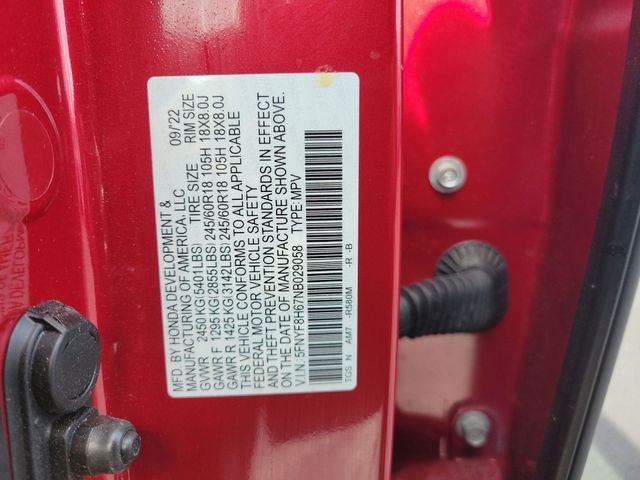 MFD. BY HONDA DEVELOPMENT &
MANUFACTURING OF AMERICA, LLC 09/22
GVWR 2450 KG(5401LBS) TIRE SIZE RIM SIZE
GAWR F 1295 KG(2855LBS) 245/60R18 105H 18X8.0J
GAWR R 1425 KG(3142LBS) 245/60R18 105H 18X8.0J
THIS VEHICLE CONFORMS TO ALL APPLICABLE
FEDERAL MOTOR VEHICLE SAFETY
AND THEFT PREVENTION STANDARDS IN EFFECT
ON THE DATE OF MANUFACTURE SHOWN ABOVE.
V.I.N.:5FNYF8H67NB029058 TYPE:MPV
TGS N AM7 -R580M -R -B